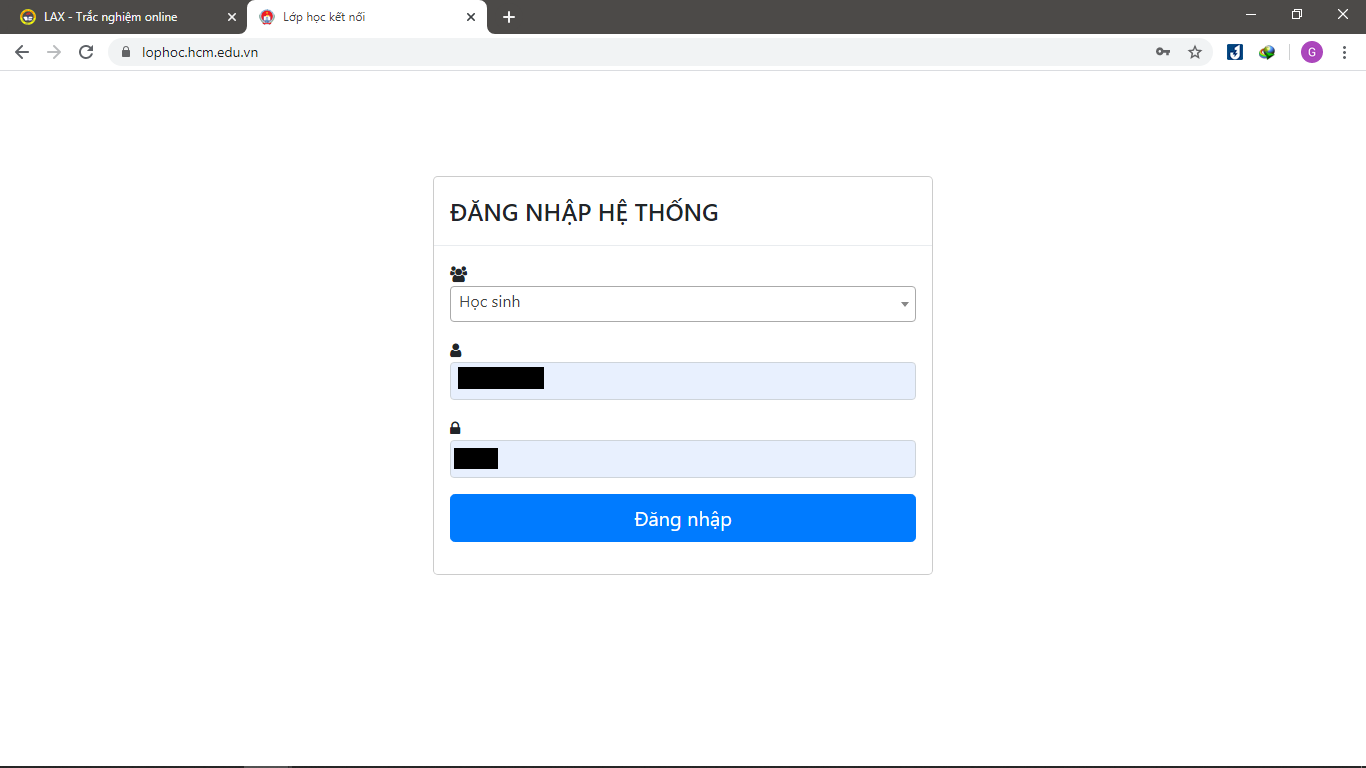 LAX - Trắc nghiệm online
Lớp học kết nối
lophoc.hcm.edu.vn
G
ĐĂNG NHẬP HỆ THỐNG
Học sinh
Đăng nhập